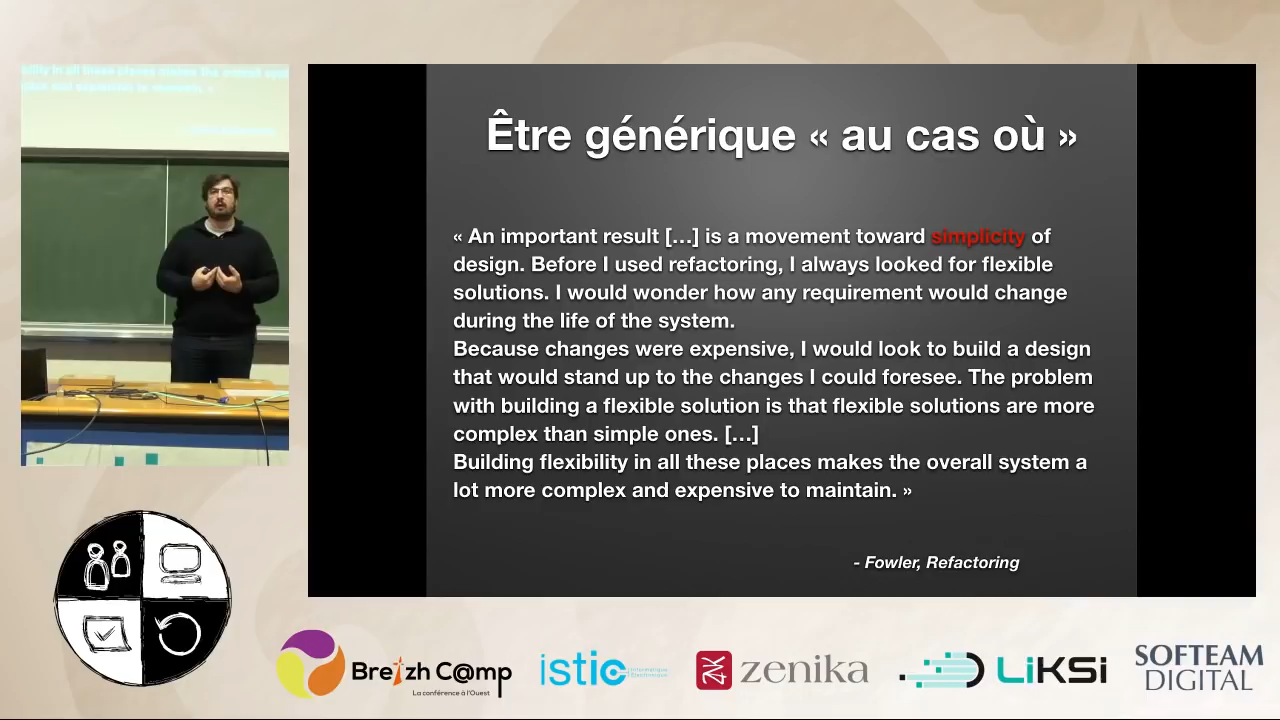 Être générique « au cas où »
« An important result […] is a movement toward simplicity of
design. Before I used refactoring, I always looked for flexible
solutions. I would wonder how any requirement would change
during the life of the system.
Because changes were expensive, I would look to build a design
that would stand up to the changes I could foresee. The problem
with building a flexible solution is that flexible solutions are more
complex than simple ones. […]
Building flexibility in all these places makes the overall system a
lot more complex and expensive to maintain. »
- Fowler, Refactoring
Breizh C@mp
La conférence à l'Ouest
istic
zenika
LiKSi
SOFTEAM
DIGITAL